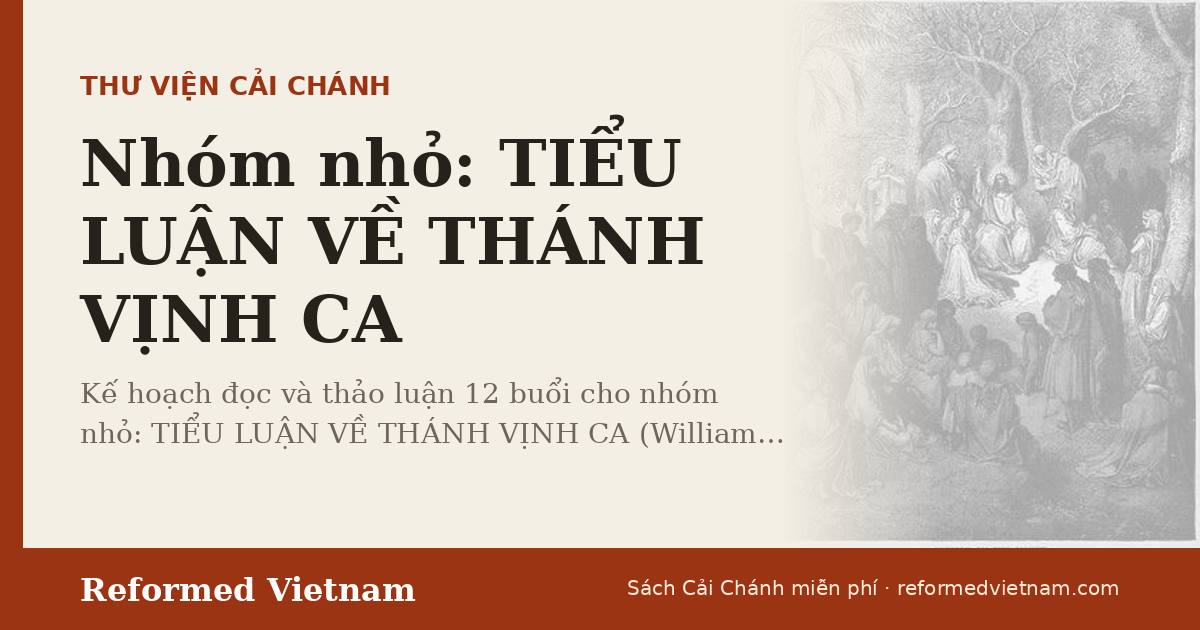 THƯ VIỆN CẢI CHÁNH
Nhóm nhỏ: TIỂU
LUẬN VỀ THÁNH
VỊNH CA
Kế hoạch đọc và thảo luận 12 buổi cho nhóm
nhỏ: TIỂU LUẬN VỀ THÁNH VỊNH CA (William...
Reformed Vietnam
Sách Cải Chánh miễn phí · reformedvietnam.com